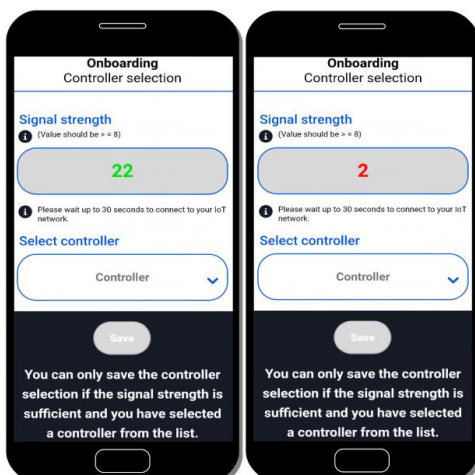 Onboarding
Controller selection
Signal strength
i (Value should be > = 8)
22
i Please wait up to 30 seconds to connect to your IoT
network.
Select controller
Controller
Save
You can only save the controller
selection if the signal strength is
sufficient and you have selected
a controller from the list.
Onboarding
Controller selection
Signal strength
i (Value should be > = 8)
2
i Please wait up to 30 seconds to connect to your IoT
network.
Select controller
Controller
Save
You can only save the controller
selection if the signal strength is
sufficient and you have selected
a controller from the list.